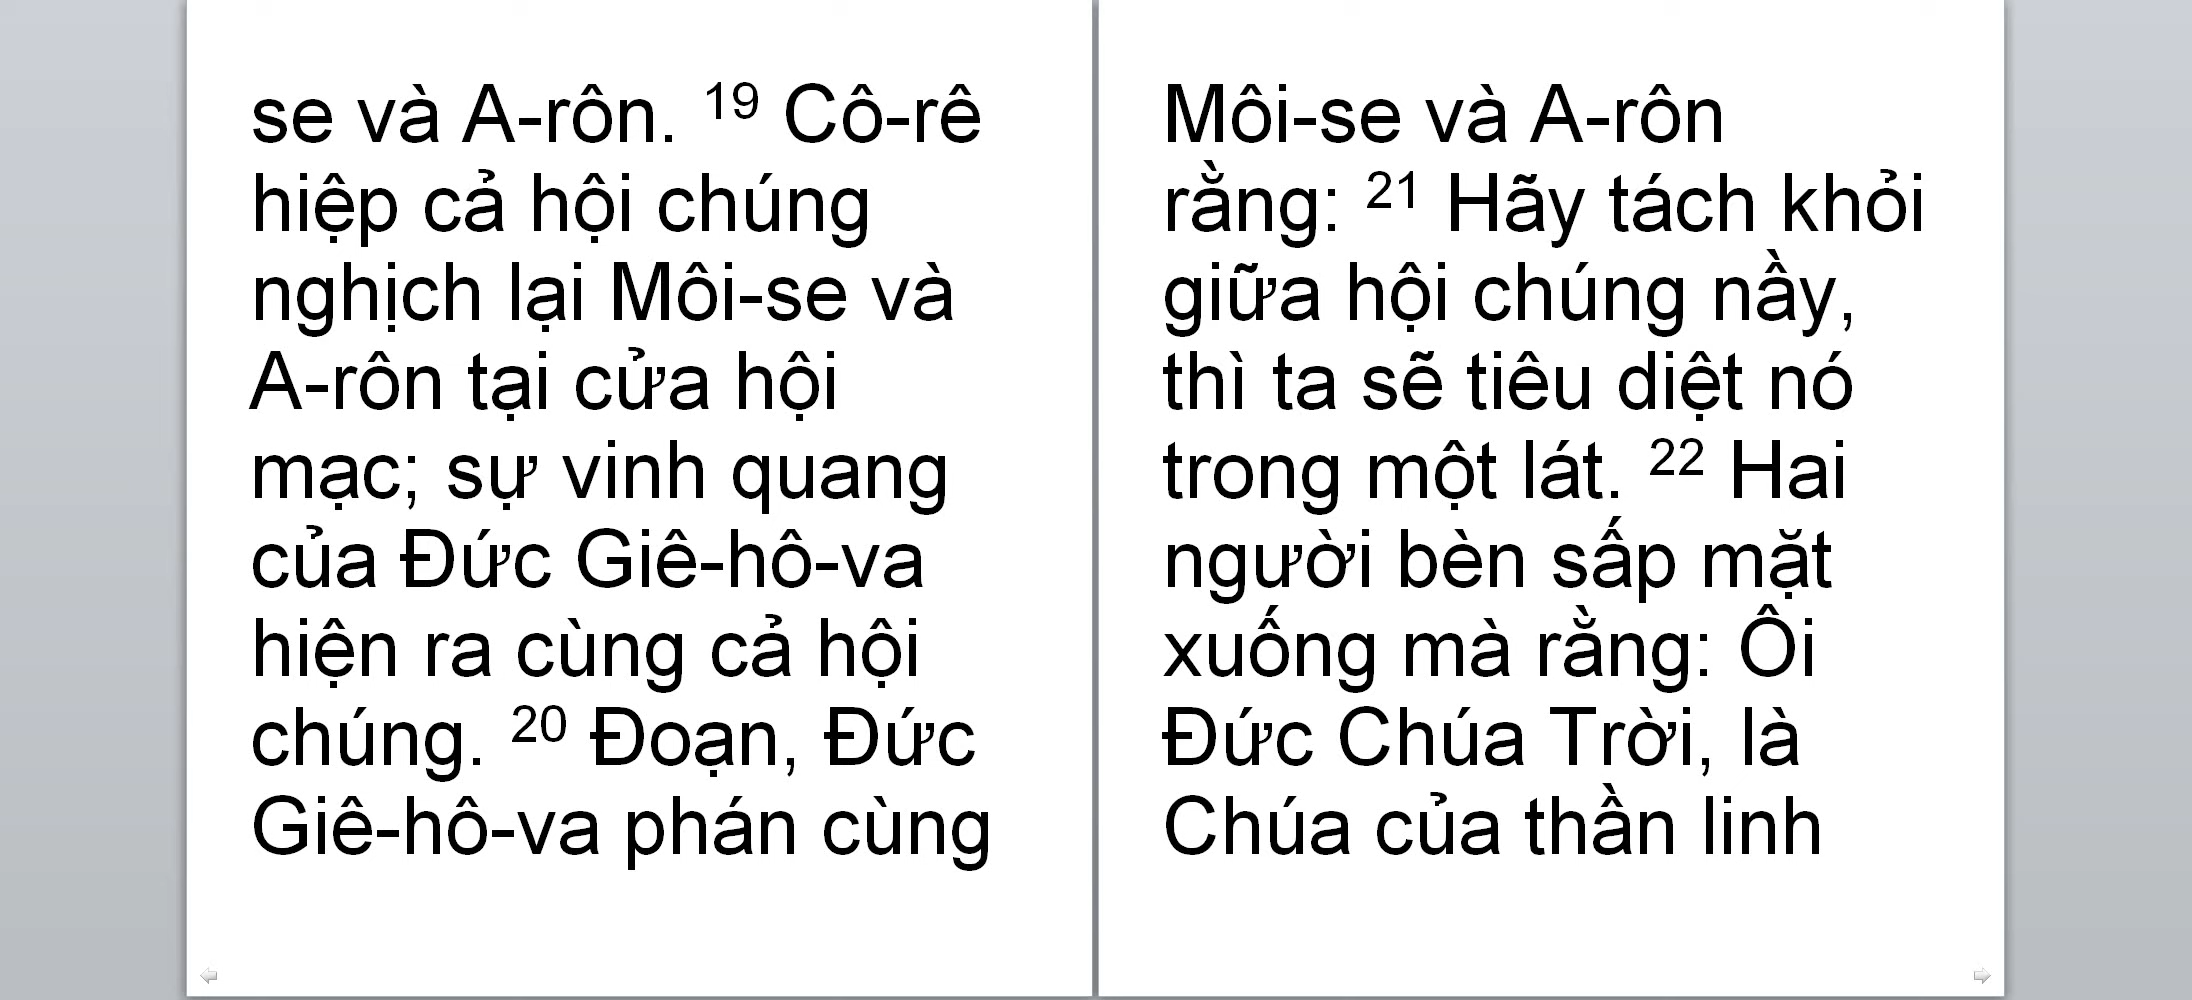 se và A-rôn. 19 Cô-rê
hiệp cả hội chúng
nghịch lại Môi-se và
A-rôn tại cửa hội
mạc; sự vinh quang
của Đức Giê-hô-va
hiện ra cùng cả hội
chúng. 20 Đoạn, Đức
Giê-hô-va phán cùng
Môi-se và A-rôn
rằng: 21 Hãy tách khỏi
giữa hội chúng nầy,
thì ta sẽ tiêu diệt nó
trong một lát. 22 Hai
người bèn sấp mặt
xuống mà rằng: Ôi
Đức Chúa Trời, là
Chúa của thần linh